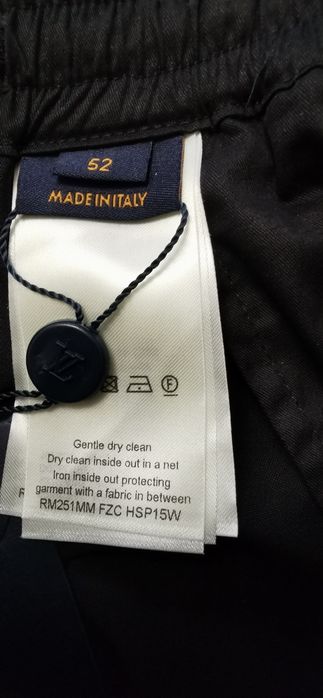 52
MADE IN ITALY
LV
F
Gentle dry clean
Dry clean inside out in a net
Iron inside out protecting
garment with a fabric in between
RM251MM FZC HSP15W